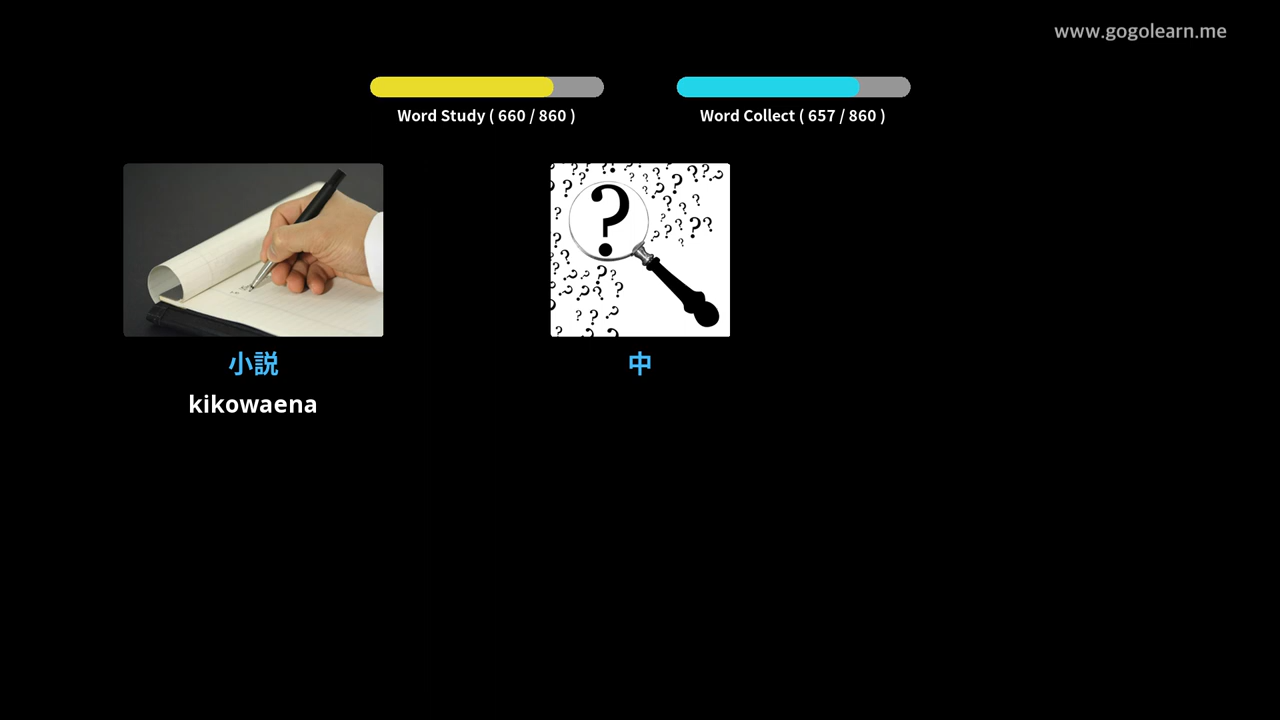 www.gogolearn.me
Word Study ( 660 / 860 )
Word Collect ( 657 / 860 )
小説
中
kikowaena